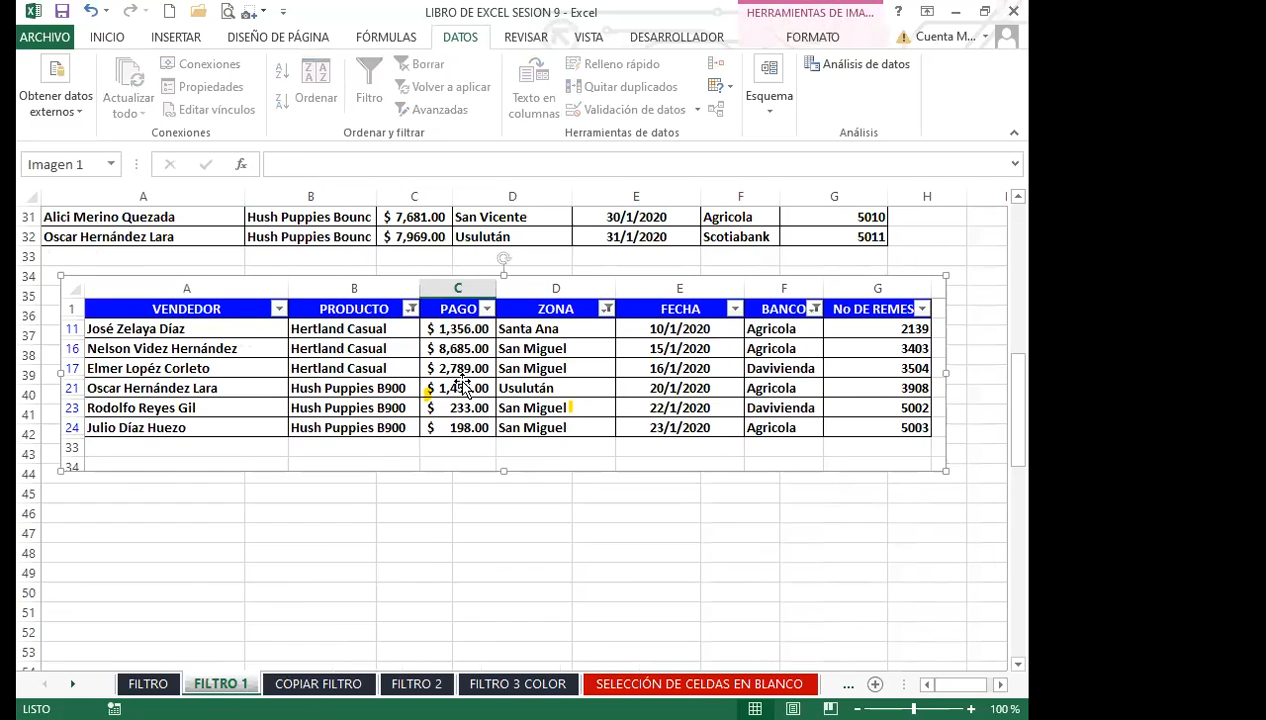 LIBRO DE EXCEL SESION 9 - Excel
HERRAMIENTAS DE IMA...
ARCHIVO INICIO INSERTAR DISEÑO DE PÁGINA FÓRMULAS DATOS REVISAR VISTA DESARROLLADOR FORMATO Cuenta M...
Obtener datos externos
Actualizar todo
Conexiones
Propiedades
Editar vínculos
Conexiones
Ordenar
Filtro
Borrar
Volver a aplicar
Avanzadas
Ordenar y filtrar
Texto en columnas
Relleno rápido
Quitar duplicados
Validación de datos
Herramientas de datos
Esquema
Análisis de datos
Análisis
Imagen 1
fx
A B C D E F G H
31 Alici Merino Quezada Hush Puppies Bounc $ 7,681.00 San Vicente 30/1/2020 Agricola 5010
32 Oscar Hernández Lara Hush Puppies Bounc $ 7,969.00 Usulután 31/1/2020 Scotiabank 5011
33
34
35
36
37
38
39
40
41
42
44
45
46
47
48
49
50
51
52
53
A B C D E F G
1 VENDEDOR PRODUCTO PAGO ZONA FECHA BANCO No DE REMES
11 José Zelaya Díaz Hertland Casual $ 1,356.00 Santa Ana 10/1/2020 Agricola 2139
16 Nelson Videz Hernández Hertland Casual $ 8,685.00 San Miguel 15/1/2020 Agricola 3403
17 Elmer Lopéz Corleto Hertland Casual $ 2,789.00 San Miguel 16/1/2020 Davivienda 3504
21 Oscar Hernández Lara Hush Puppies B900 $ Usulután 20/1/2020 Agricola 3908
23 Rodolfo Reyes Gil Hush Puppies B900 $ 233.00 San Miguel 22/1/2020 Davivienda 5002
24 Julio Díaz Huezo Hush Puppies B900 $ 198.00 San Miguel 23/1/2020 Agricola 5003
33
34
FILTRO FILTRO 1 COPIAR FILTRO FILTRO 2 FILTRO 3 COLOR SELECCIÓN DE CELDAS EN BLANCO ...
LISTO 100 %